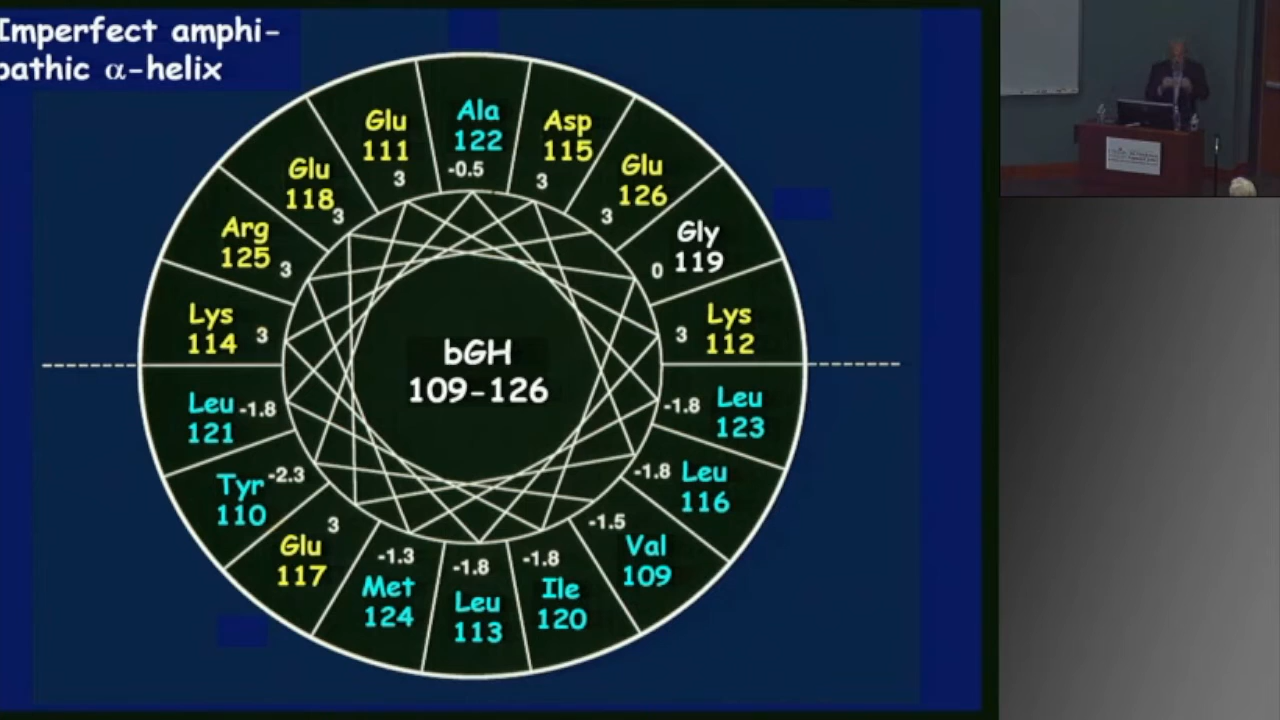 Imperfect amphi-
pathic α-helix
Ala
122
-0.5
Asp
115
3
Glu
126
3
Gly
119
0
Lys
112
3
Leu
123
-1.8
Leu
116
-1.8
Val
109
-1.5
Ile
120
-1.8
Leu
113
-1.8
Met
124
-1.3
Glu
117
3
Tyr
110
-2.3
Leu
121
-1.8
Lys
114
3
Arg
125
3
Glu
118
3
Glu
111
3
bGH
109-126